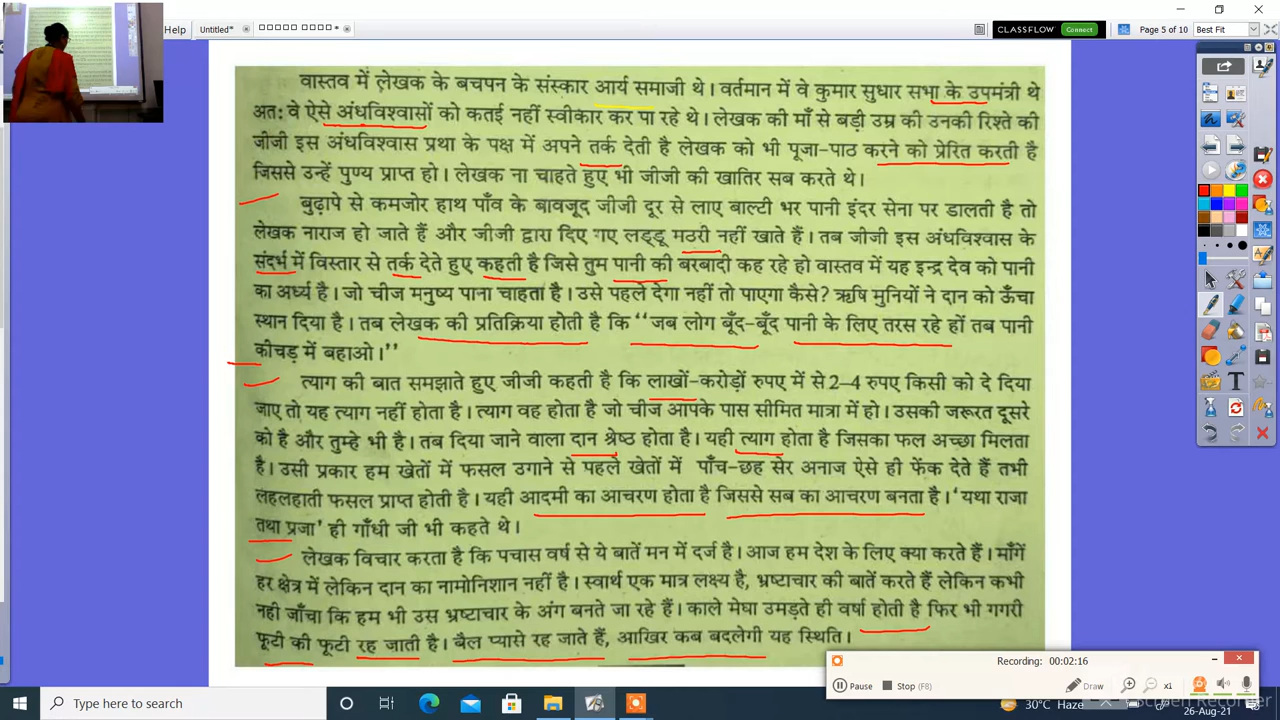 Help
Untitled*
CLASSFLOW Connect
Page 5 of 10
Best Fit
वास्तव में लेखक के बचपन के संस्कार आर्य समाजी थे। वर्तमान में वे कुमार सुधार सभा के उपमंत्री थे
अतः वे ऐसे अंधविश्वासों को कतई नहीं स्वीकार कर पा रहे थे। लेखक की माँ से बड़ी उम्र की उनकी रिश्ते की
जीजी इस अंधविश्वास प्रथा के पक्ष में अपने तर्क देती है लेखक को भी पूजा-पाठ करने को प्रेरित करती है
जिससे उन्हें पुण्य प्राप्त हो। लेखक ना चाहते हुए भी जीजी की खातिर सब करते थे।
बुढ़ापे से कमजोर हाथ पाँव के बावजूद जीजी दूर से लाए बाल्टी भर पानी इंदर सेना पर डालती है तो
लेखक नाराज हो जाते हैं और जीजी द्वारा दिए गए लड्डू मठरी नहीं खाते हैं। तब जीजी इस अंधविश्वास के
संदर्भ में विस्तार से तर्क देते हुए कहती है जिसे तुम पानी की बरबादी कह रहे हो वास्तव में यह इन्द्र देव को पानी
का अर्ध्य है। जो चीज मनुष्य पाना चाहता है। उसे पहले देगा नहीं तो पाएगा कैसे? ऋषि मुनियों ने दान को ऊँचा
स्थान दिया है। तब लेखक की प्रतिक्रिया होती है कि "जब लोग बूँद-बूँद पानी के लिए तरस रहे हों तब पानी
कीचड़ में बहाओ।"
त्याग की बात समझाते हुए जीजी कहती है कि लाखों-करोड़ों रुपए में से 2-4 रुपए किसी को दे दिया
जाए तो यह त्याग नहीं होता है। त्याग वह होता है जो चीज आपके पास सीमित मात्रा में हो। उसकी जरूरत दूसरे
को है और तुम्हे भी है। तब दिया जाने वाला दान श्रेष्ठ होता है। यही त्याग होता है जिसका फल अच्छा मिलता
है। उसी प्रकार हम खेतों में फसल उगाने से पहले खेतों में पाँच-छह सेर अनाज ऐसे ही फेंक देते हैं तभी
लहलहाती फसल प्राप्त होती है। यही आदमी का आचरण होता है जिससे सब का आचरण बनता है। 'यथा राजा
तथा प्रजा' ही गाँधी जी भी कहते थे।
लेखक विचार करता है कि पचास वर्ष से ये बातें मन में दर्ज है। आज हम देश के लिए क्या करते हैं। माँगें
हर क्षेत्र में लेकिन दान का नामोनिशान नहीं है। स्वार्थ एक मात्र लक्ष्य है, भ्रष्टाचार की बातें करते हैं लेकिन कभी
नही जाँचा कि हम भी उस भ्रष्टाचार के अंग बनते जा रहे हैं। काले मेघा उमड़ते ही वर्षा होती है फिर भी गगरी
फूटी की फूटी रह जाती है। बैल प्यासे रह जाते हैं, आखिर कब बदलेगी यह स्थिति।
Recording: 00:02:16
Pause Stop (F8) Draw x1
Type here to search
30°C Haze
26-Aug-21
Screen Recorder